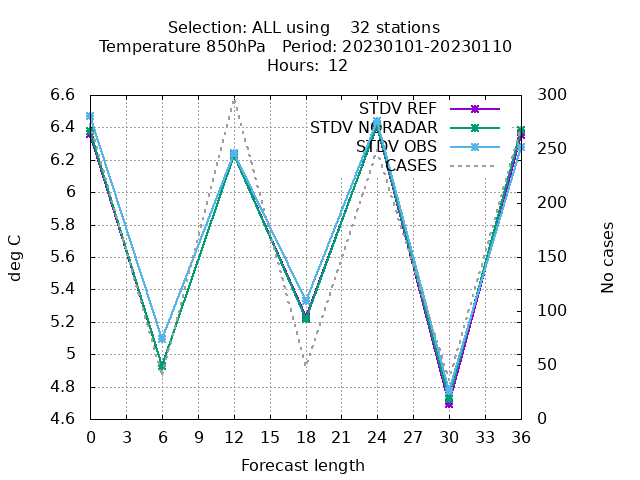 Selection: ALL using    32 stations
Temperature 850hPa   Period: 20230101-20230110
Hours:  12
STDV REF
STDV NORADAR
STDV OBS
CASES
deg C
6.6
6.4
6.2
6
5.8
5.6
5.4
5.2
5
4.8
4.6
No cases
300
250
200
150
100
50
0
0 3 6 9 12 15 18 21 24 27 30 33 36
Forecast length